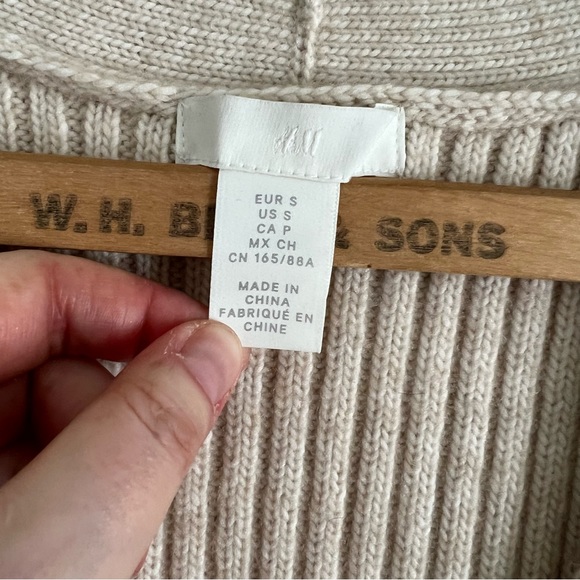 H&M
EUR S
US S
CA P
MX CH
CN 165/88A
MADE IN
CHINA
FABRIQUÉ EN
CHINE
W. H. & SONS